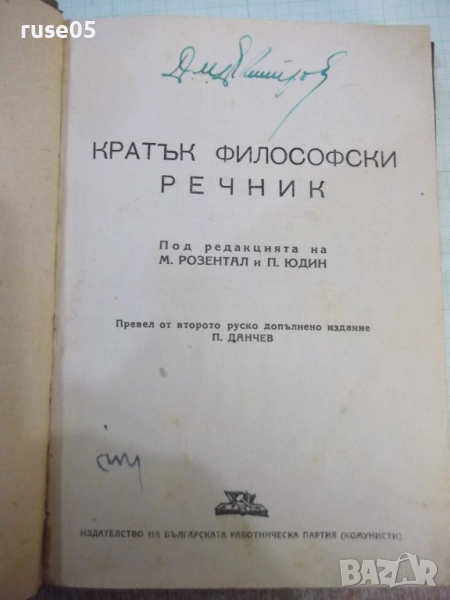 ruse05
КРАТЪК ФИЛОСОФСКИ
РЕЧНИК
Под редакцията на
М. РОЗЕНТАЛ и П. ЮДИН
Превел от второто руско допълнено издание
П. ДАНЧЕВ
ИЗДАТЕЛСТВО НА БЪЛГАРСКАТА РАБОТНИЧЕСКА ПАРТИЯ (КОМУНИСТИ)
BAZAR